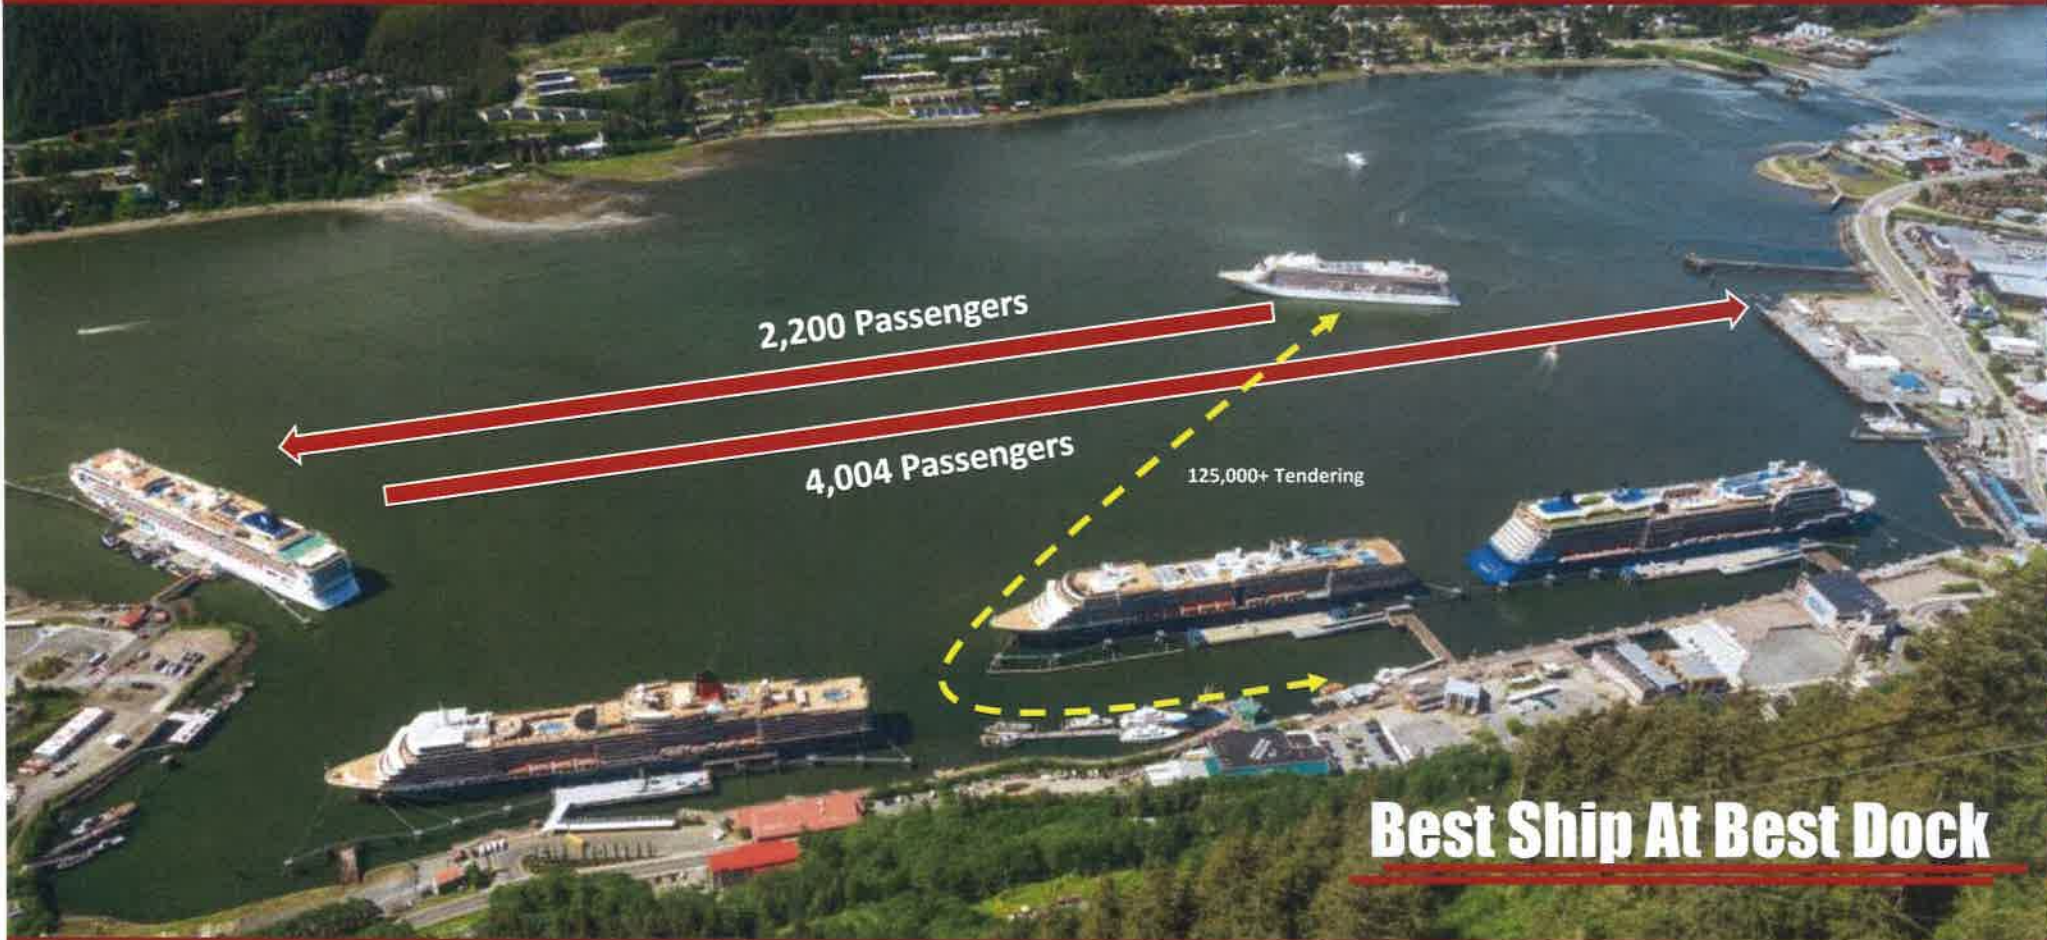 2,200 Passengers
4,004 Passengers
125,000+ Tendering
Best Ship At Best Dock